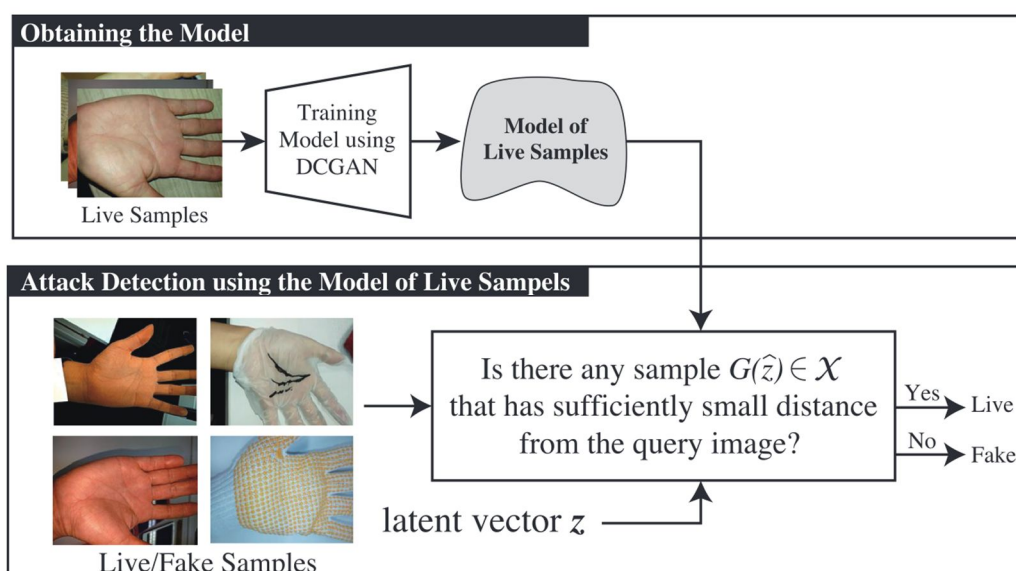 Obtaining the Model
Training
Model using
DCGAN
Model of
Live Samples
Live Samples
Attack Detection using the Model of Live Sampels
Is there any sample G(ẑ) ∈ 𝒳
that has sufficiently small distance
from the query image?
Yes
Live
No
Fake
latent vector z
Live/Fake Samples